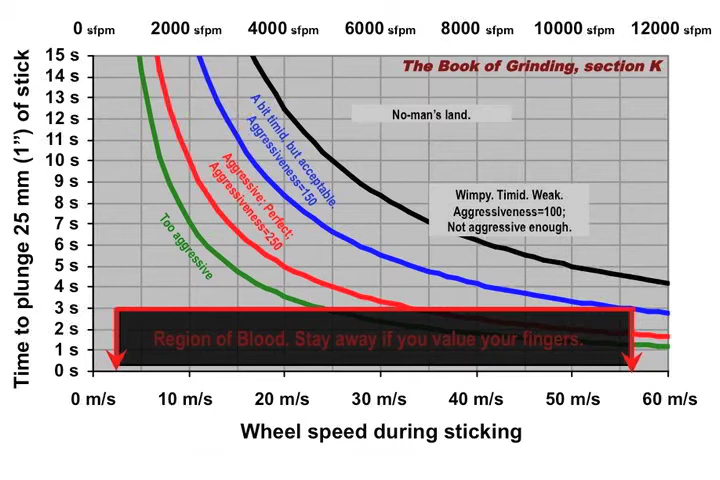 0 sfpm 2000 sfpm 4000 sfpm 6000 sfpm 8000 sfpm 10000 sfpm 12000 sfpm
The Book of Grinding, section K
Time to plunge 25 mm (1”) of stick
15 s
14 s
13 s
12 s
11 s
10 s
9 s
8 s
7 s
6 s
5 s
4 s
3 s
2 s
1 s
0 s
No-man’s land.
A bit timid, but acceptable.
Aggressiveness=150
Aggressive: Perfect;
Aggressiveness=250
Too aggressive
Wimpy. Timid. Weak.
Aggressiveness=100;
Not aggressive enough.
Region of Blood. Stay away if you value your fingers.
0 m/s 10 m/s 20 m/s 30 m/s 40 m/s 50 m/s 60 m/s
Wheel speed during sticking